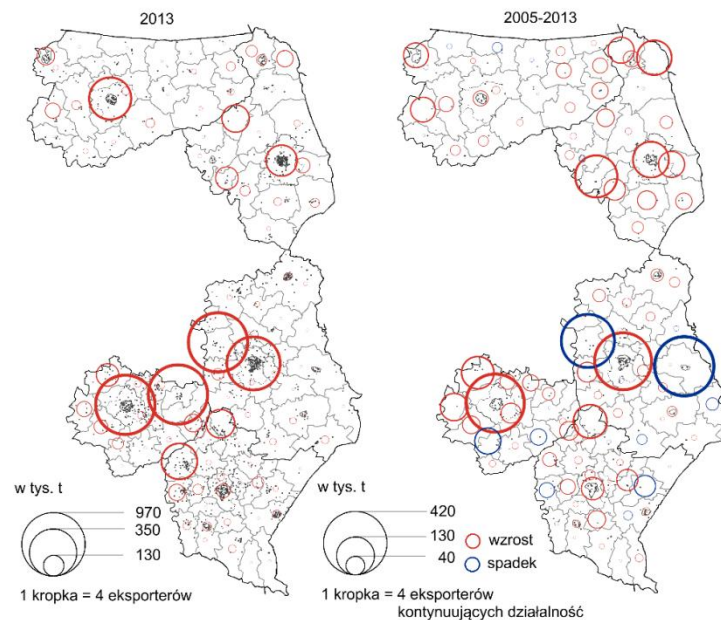 2013
2005-2013
w tys. t
970
350
130
1 kropka = 4 eksporterów
w tys. t
420
130
40
wzrost
spadek
1 kropka = 4 eksporterów
kontynuujących działalność